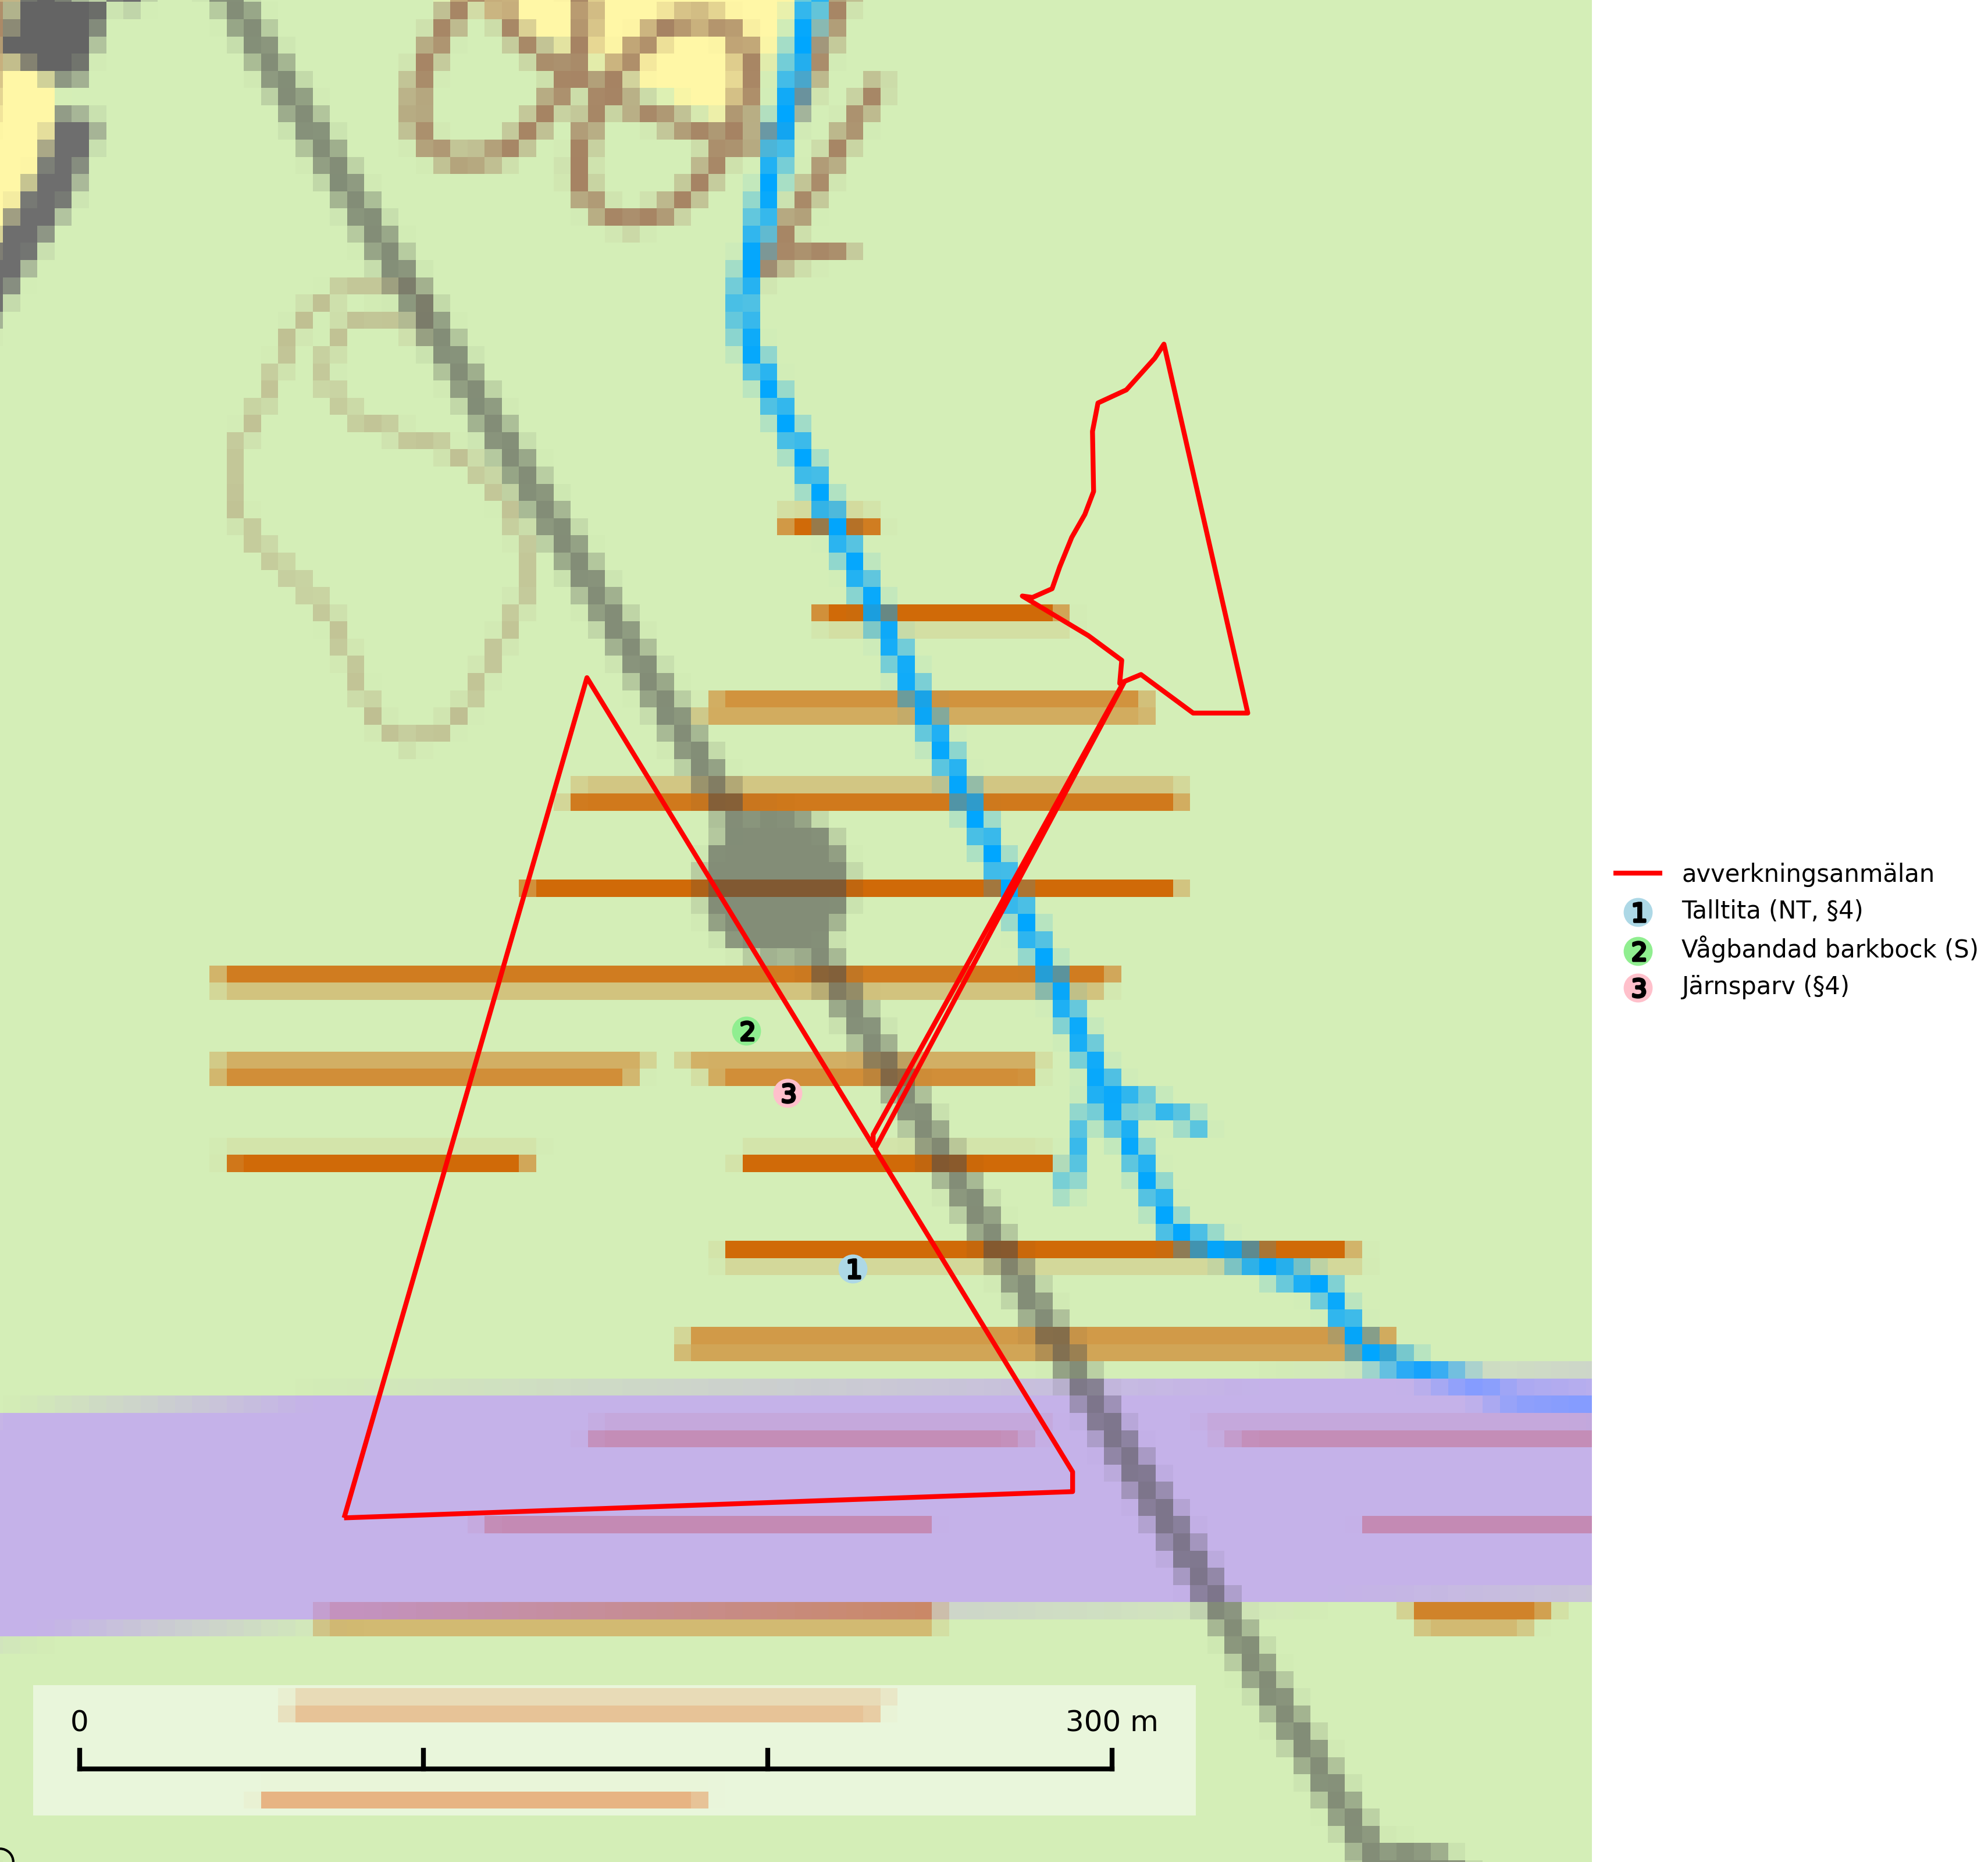 avverkningsanmälan
1 Talltita (NT, §4)
2 Vågbandad barkbock (S)
3 Järnsparv (§4)
2
3
1
0 300 m